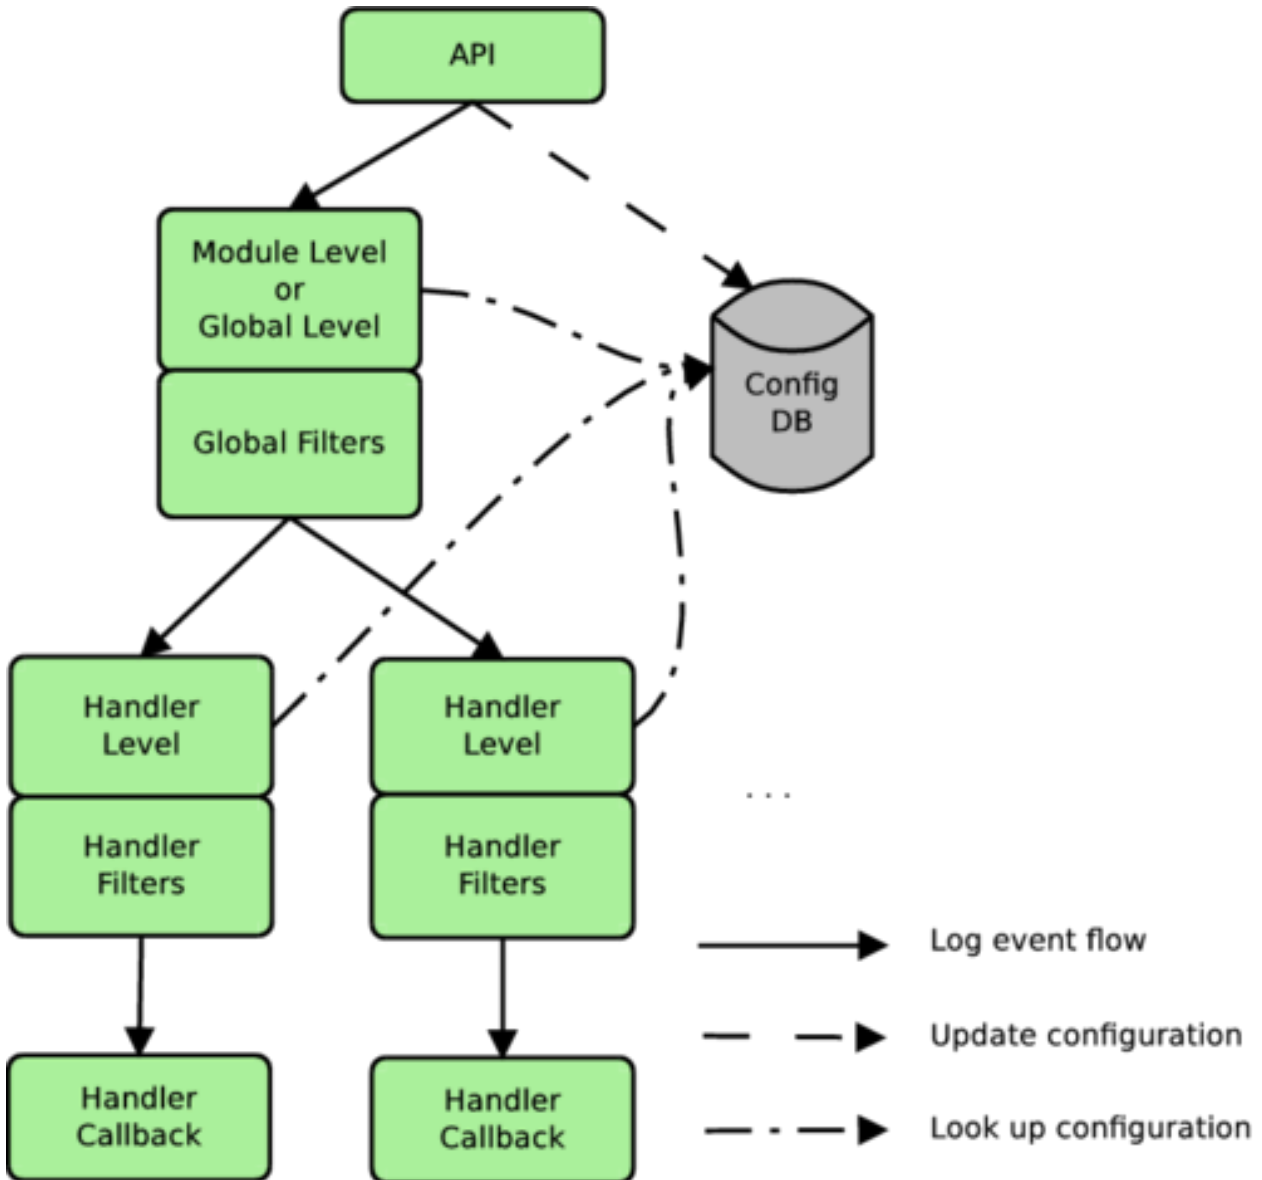 API
Module Level
or
Global Level
Global Filters
Config
DB
Handler
Level
Handler
Level
Handler
Filters
Handler
Filters
. . .
Log event flow
Update configuration
Look up configuration
Handler
Callback
Handler
Callback